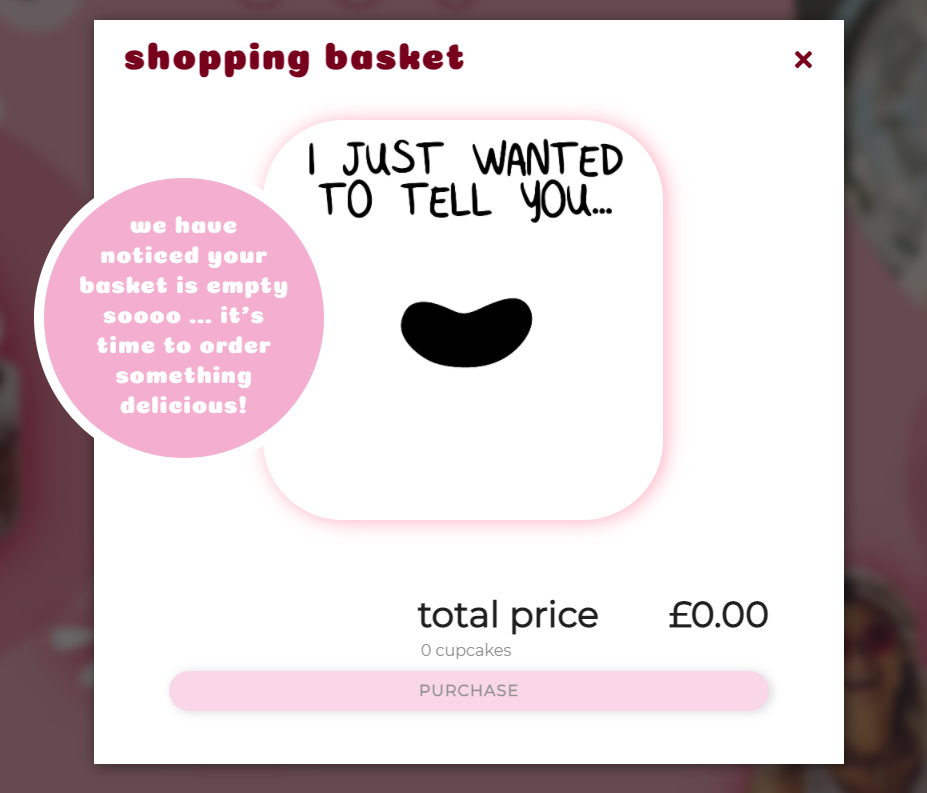 shopping basket
I JUST WANTED
TO TELL YOU...
we have
noticed your
basket is empty
soooo ... it's
time to order
something
delicious!
total price £0.00
0 cupcakes
PURCHASE